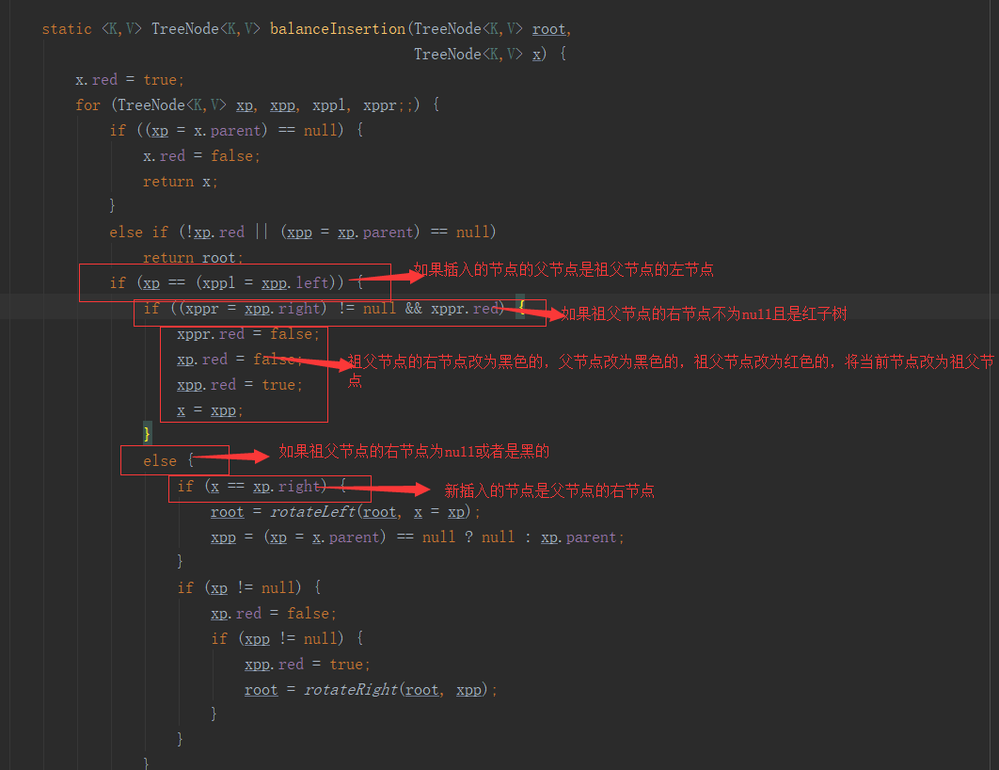 static <K,V> TreeNode<K,V> balanceInsertion(TreeNode<K,V> root,
TreeNode<K,V> x) {
x.red = true;
for (TreeNode<K,V> xp, xpp, xppl, xppr;;) {
if ((xp = x.parent) == null) {
x.red = false;
return x;
}
else if (!xp.red || (xpp = xp.parent) == null)
return root;
if (xp == (xppl = xpp.left)) { 如果插入的节点的父节点是祖父节点的左节点
if ((xppr = xpp.right) != null && xppr.red) { 如果祖父节点的右节点不为null且是红子树
xppr.red = false;
xp.red = false; 祖父节点的右节点改为黑色的，父节点改为黑色的，祖父节点改为红色的，将当前节点改为祖父节
点
xpp.red = true;
x = xpp;
}
else { 如果祖父节点的右节点为null或者是黑的
if (x == xp.right) { 新插入的节点是父节点的右节点
root = rotateLeft(root, x = xp);
xpp = (xp = x.parent) == null ? null : xp.parent;
}
if (xp != null) {
xp.red = false;
if (xpp != null) {
xpp.red = true;
root = rotateRight(root, xpp);
}
}
}